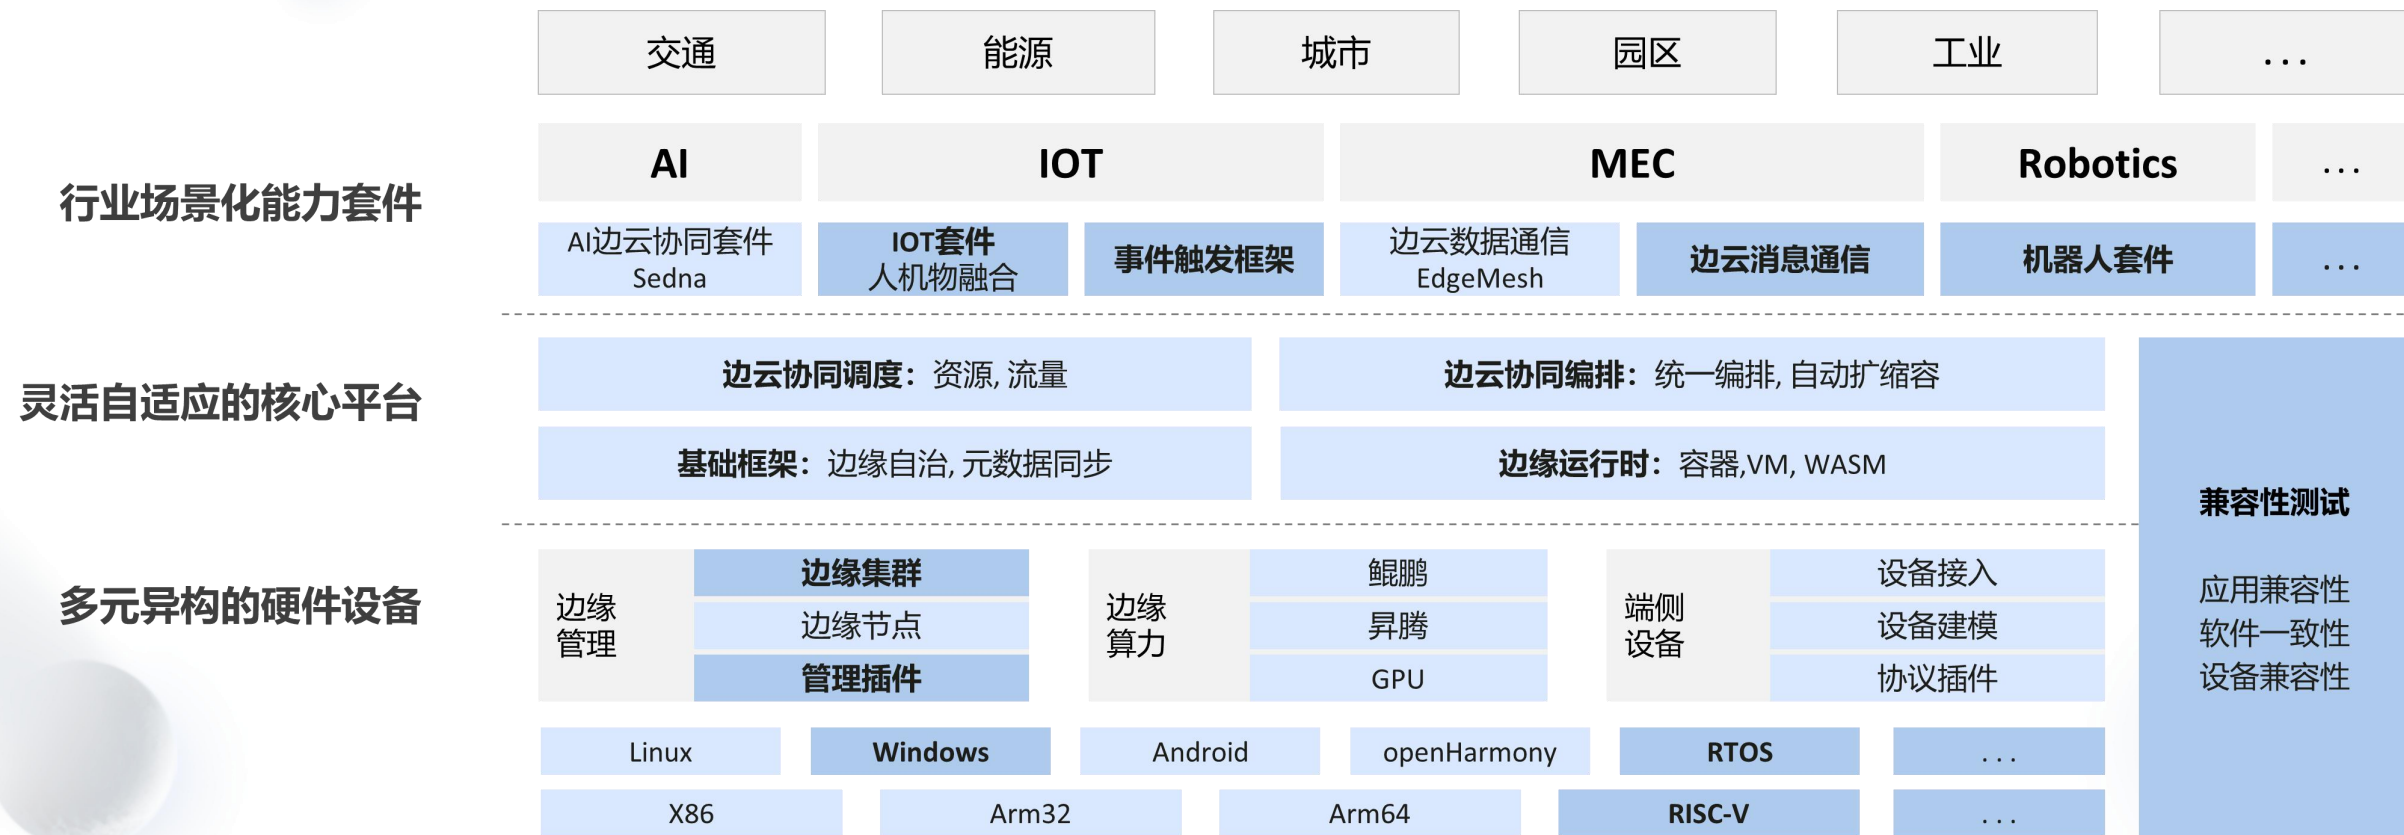 交通
能源
城市
园区
工业
...
行业场景化能力套件
AI
IOT
MEC
Robotics
...
AI边云协同套件
Sedna
IOT套件
人机物融合
事件触发框架
边云数据通信
EdgeMesh
边云消息通信
机器人套件
...
灵活自适应的核心平台
边云协同调度：资源, 流量
边云协同编排：统一编排, 自动扩缩容
基础框架：边缘自治, 元数据同步
边缘运行时：容器,VM, WASM
兼容性测试
应用兼容性
软件一致性
设备兼容性
多元异构的硬件设备
边缘
管理
边缘集群
边缘节点
管理插件
边缘
算力
鲲鹏
昇腾
GPU
端侧
设备
设备接入
设备建模
协议插件
Linux
Windows
Android
openHarmony
RTOS
...
X86
Arm32
Arm64
RISC-V
...